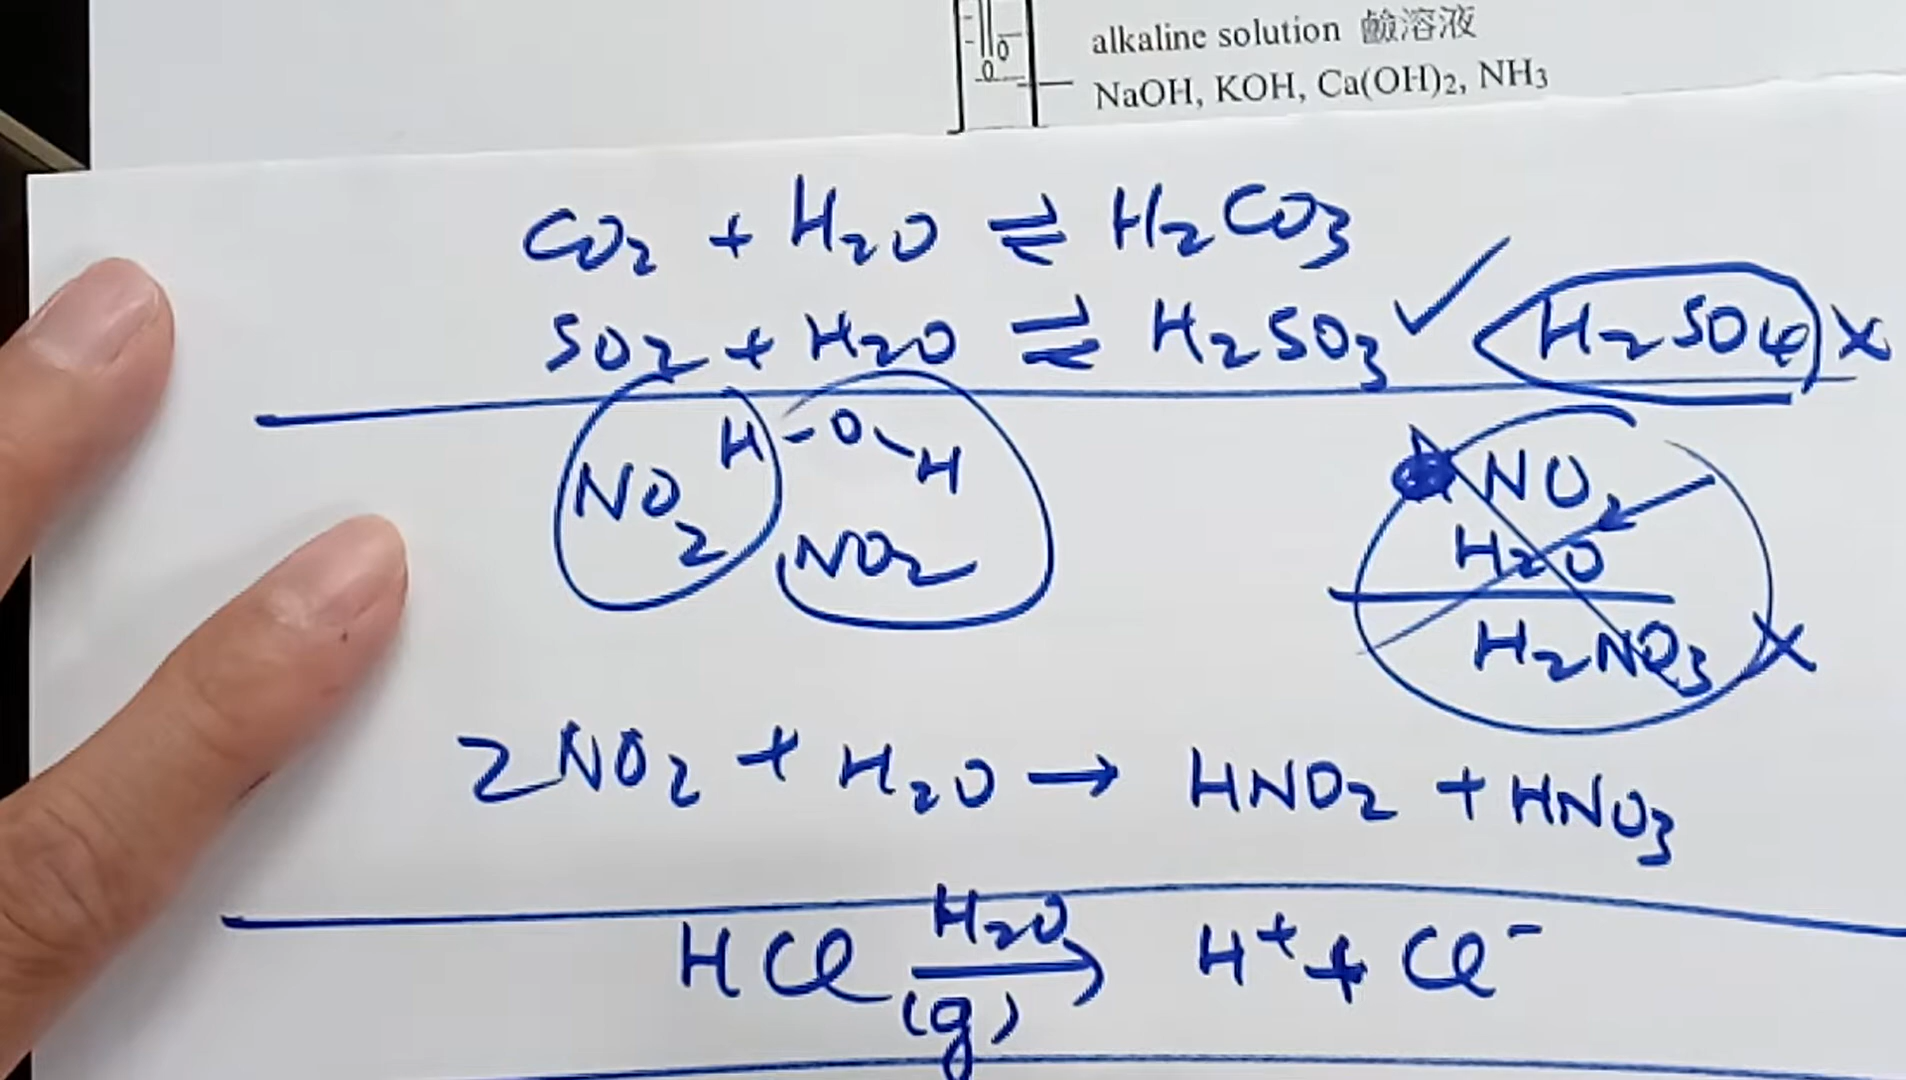 alkaline solution 鹼溶液
NaOH, KOH, Ca(OH)2, NH3
CO2 + H2O ⇌ H2CO3
SO2 + H2O ⇌ H2SO3 ✓ H2SO4 ×
H-O-H
NO2
NO2
NO2
H2O
H2NO3 ×
2NO2 + H2O → HNO2 + HNO3
H2O
HCl → H+ + Cl-
(g)